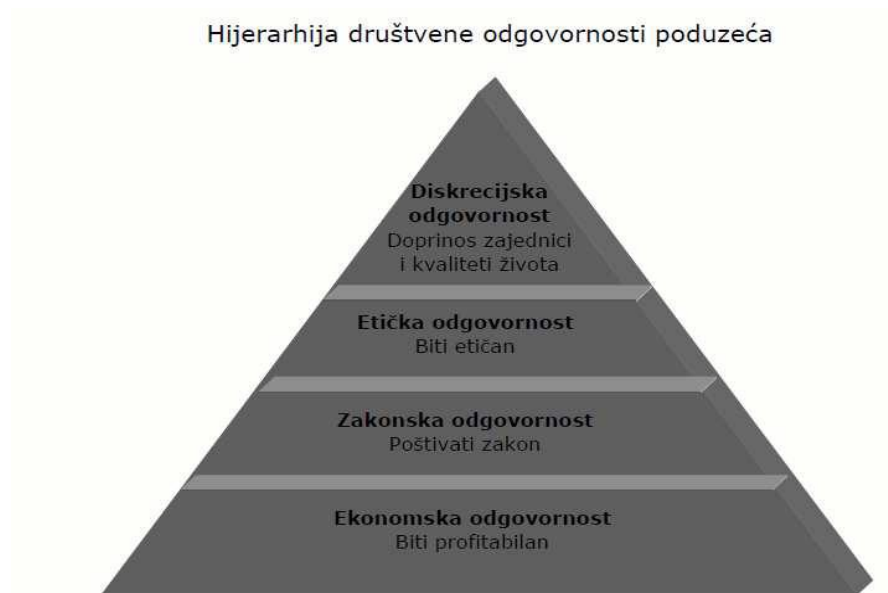 Hijerarhija društvene odgovornosti poduzeća
Diskrecijska
odgovornost
Doprinos zajednici
i kvaliteti života
Etička odgovornost
Biti etičan
Zakonska odgovornost
Poštivati zakon
Ekonomska odgovornost
Biti profitabilan